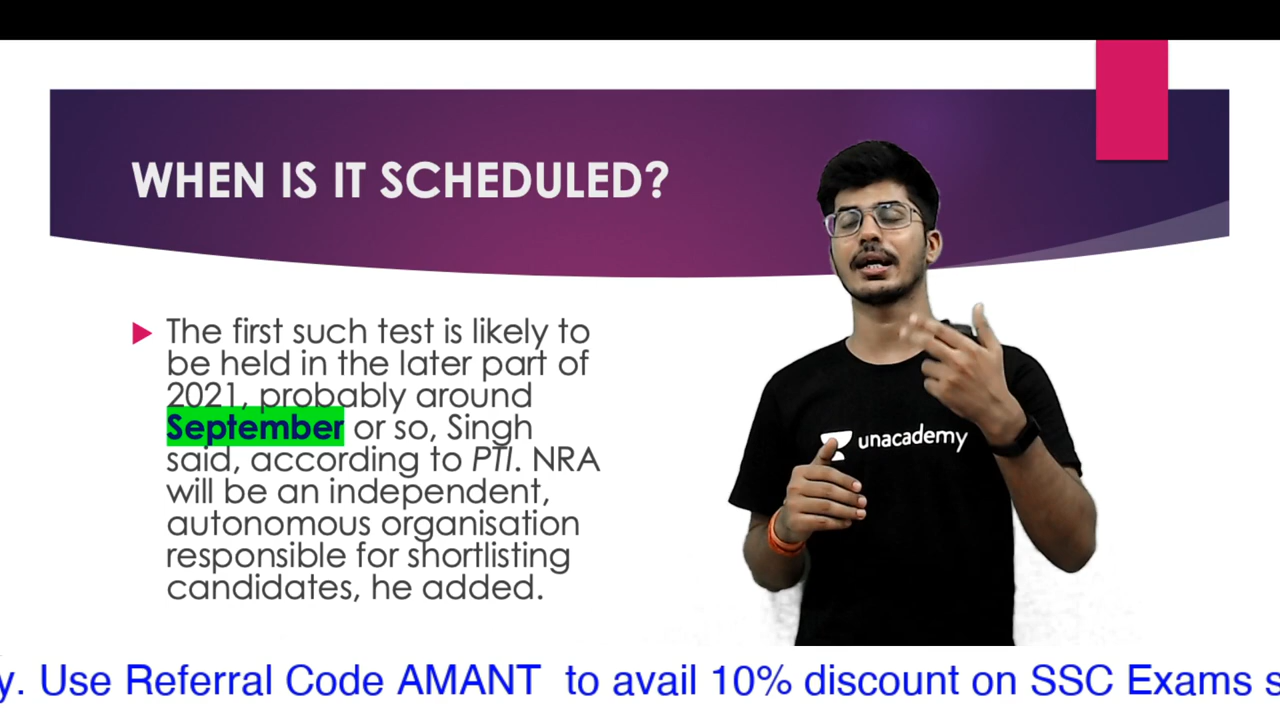 WHEN IS IT SCHEDULED?
The first such test is likely to
be held in the later part of
2021, probably around
September or so, Singh
said, according to PTI. NRA
will be an independent,
autonomous organisation
responsible for shortlisting
candidates, he added.
unacademy
y. Use Referral Code AMANT to avail 10% discount on SSC Exams s